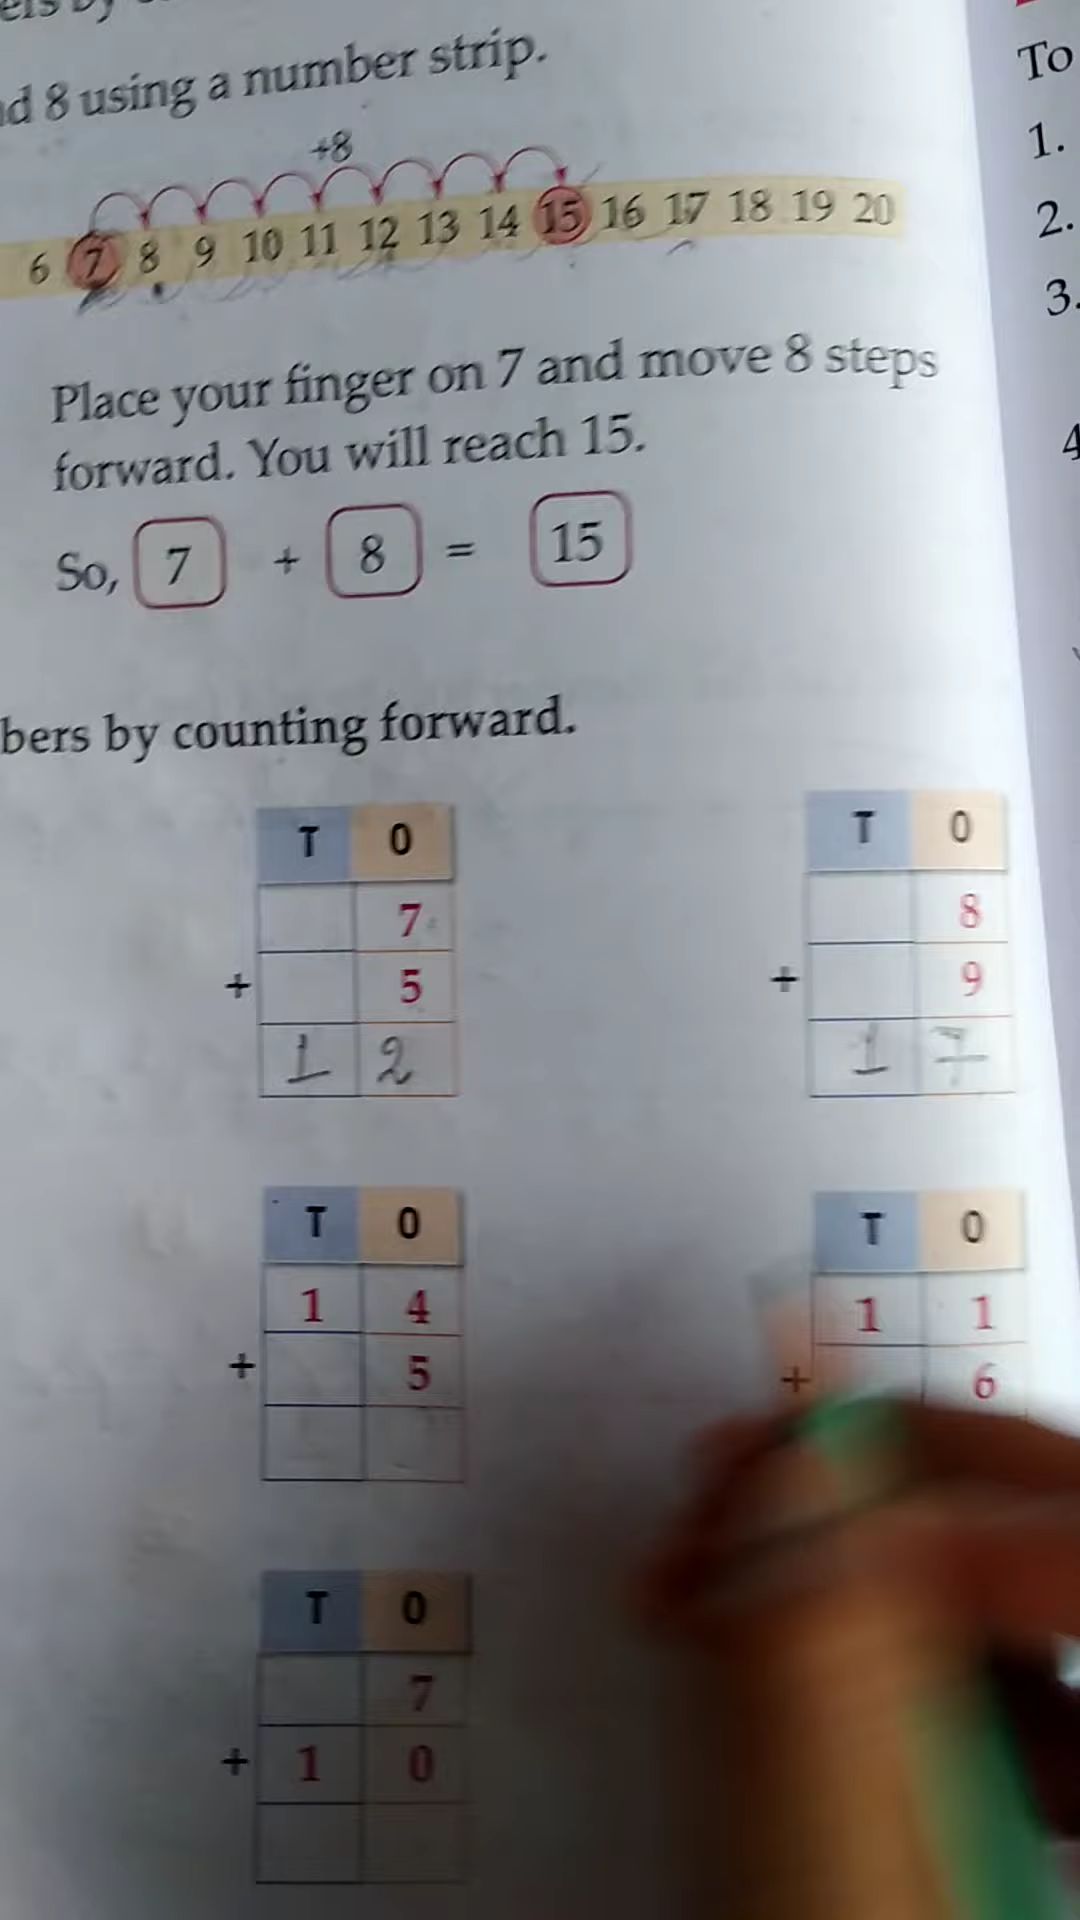 8 using a number strip.
+8
6 7 8 9 10 11 12 13 14 15 16 17 18 19 20
Place your finger on 7 and move 8 steps
forward. You will reach 15.
So, 7 + 8 = 15
by counting forward.
T O
7
+ 5
1 2
T O
8
+ 9
1 7
T O
1 4
+ 5
T O
1 1
+ 6
T O
7
+ 1 0
To
1.
2.
3.
4